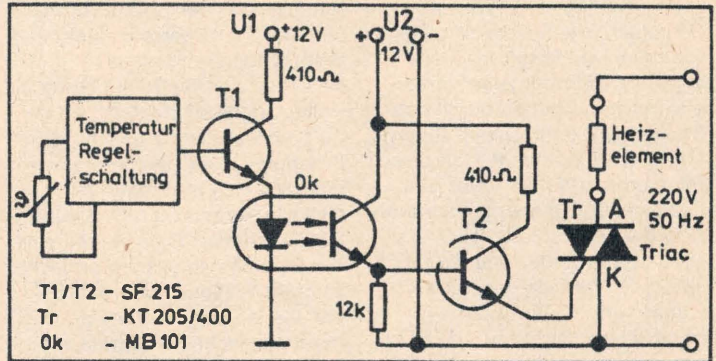 U1
+12V
410Ω
T1
Temperatur
Regel-
schaltung
ϑ
Ok
U2
+ -
12V
410Ω
T2
12k
Heiz-
element
220V
50 Hz
Tr A
Triac
K
T1/T2 - SF 215
Tr - KT 205/400
Ok - MB 101